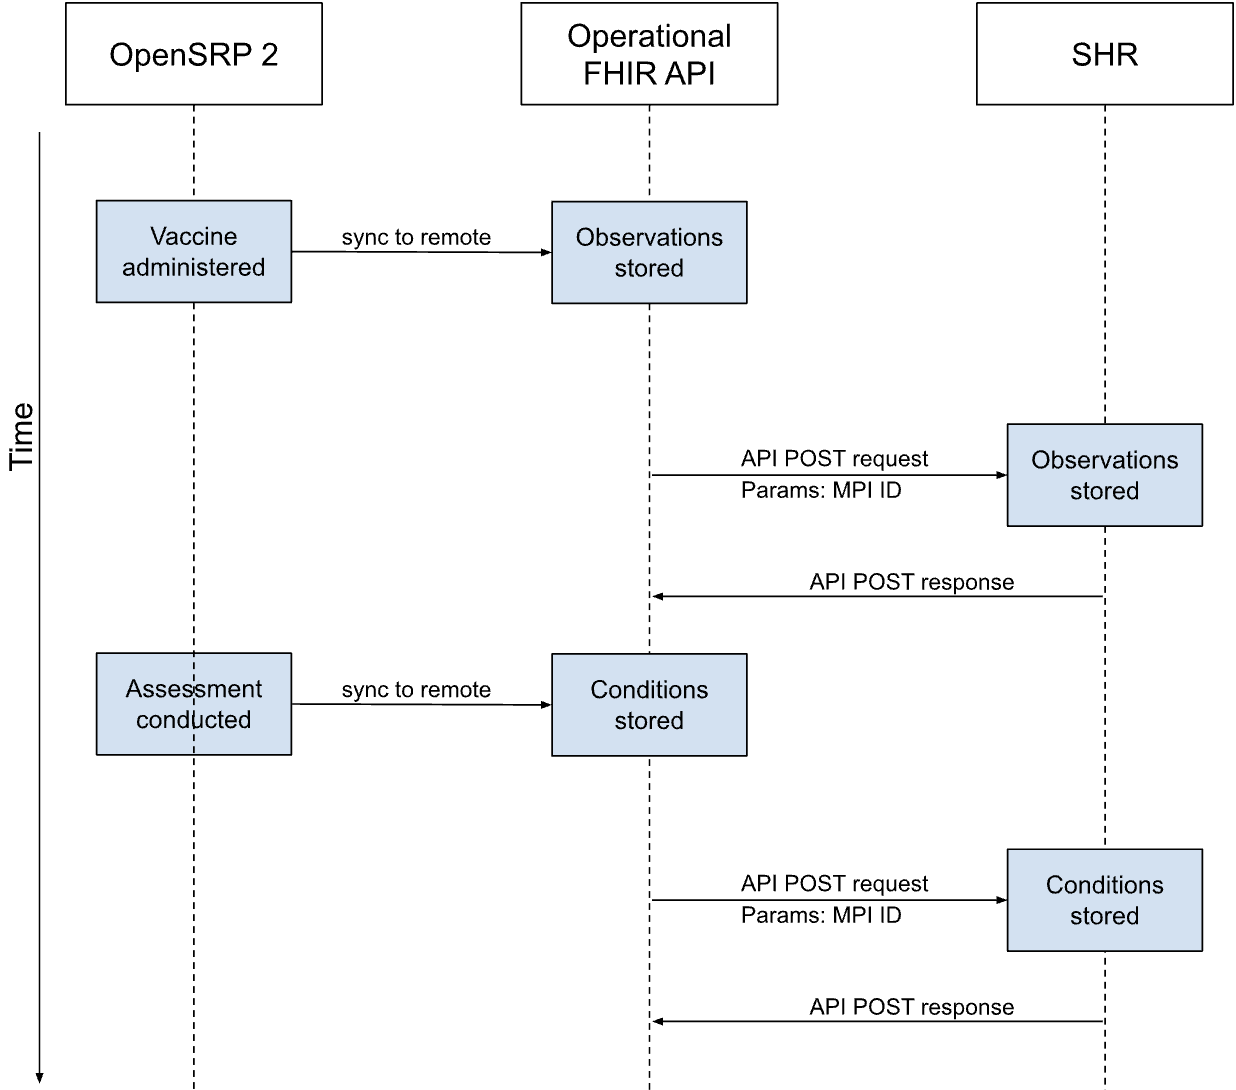 OpenSRP 2
Operational
FHIR API
SHR
Time
Vaccine
administered
sync to remote
Observations
stored
API POST request
Params: MPI ID
Observations
stored
API POST response
Assessment
conducted
sync to remote
Conditions
stored
API POST request
Params: MPI ID
Conditions
stored
API POST response